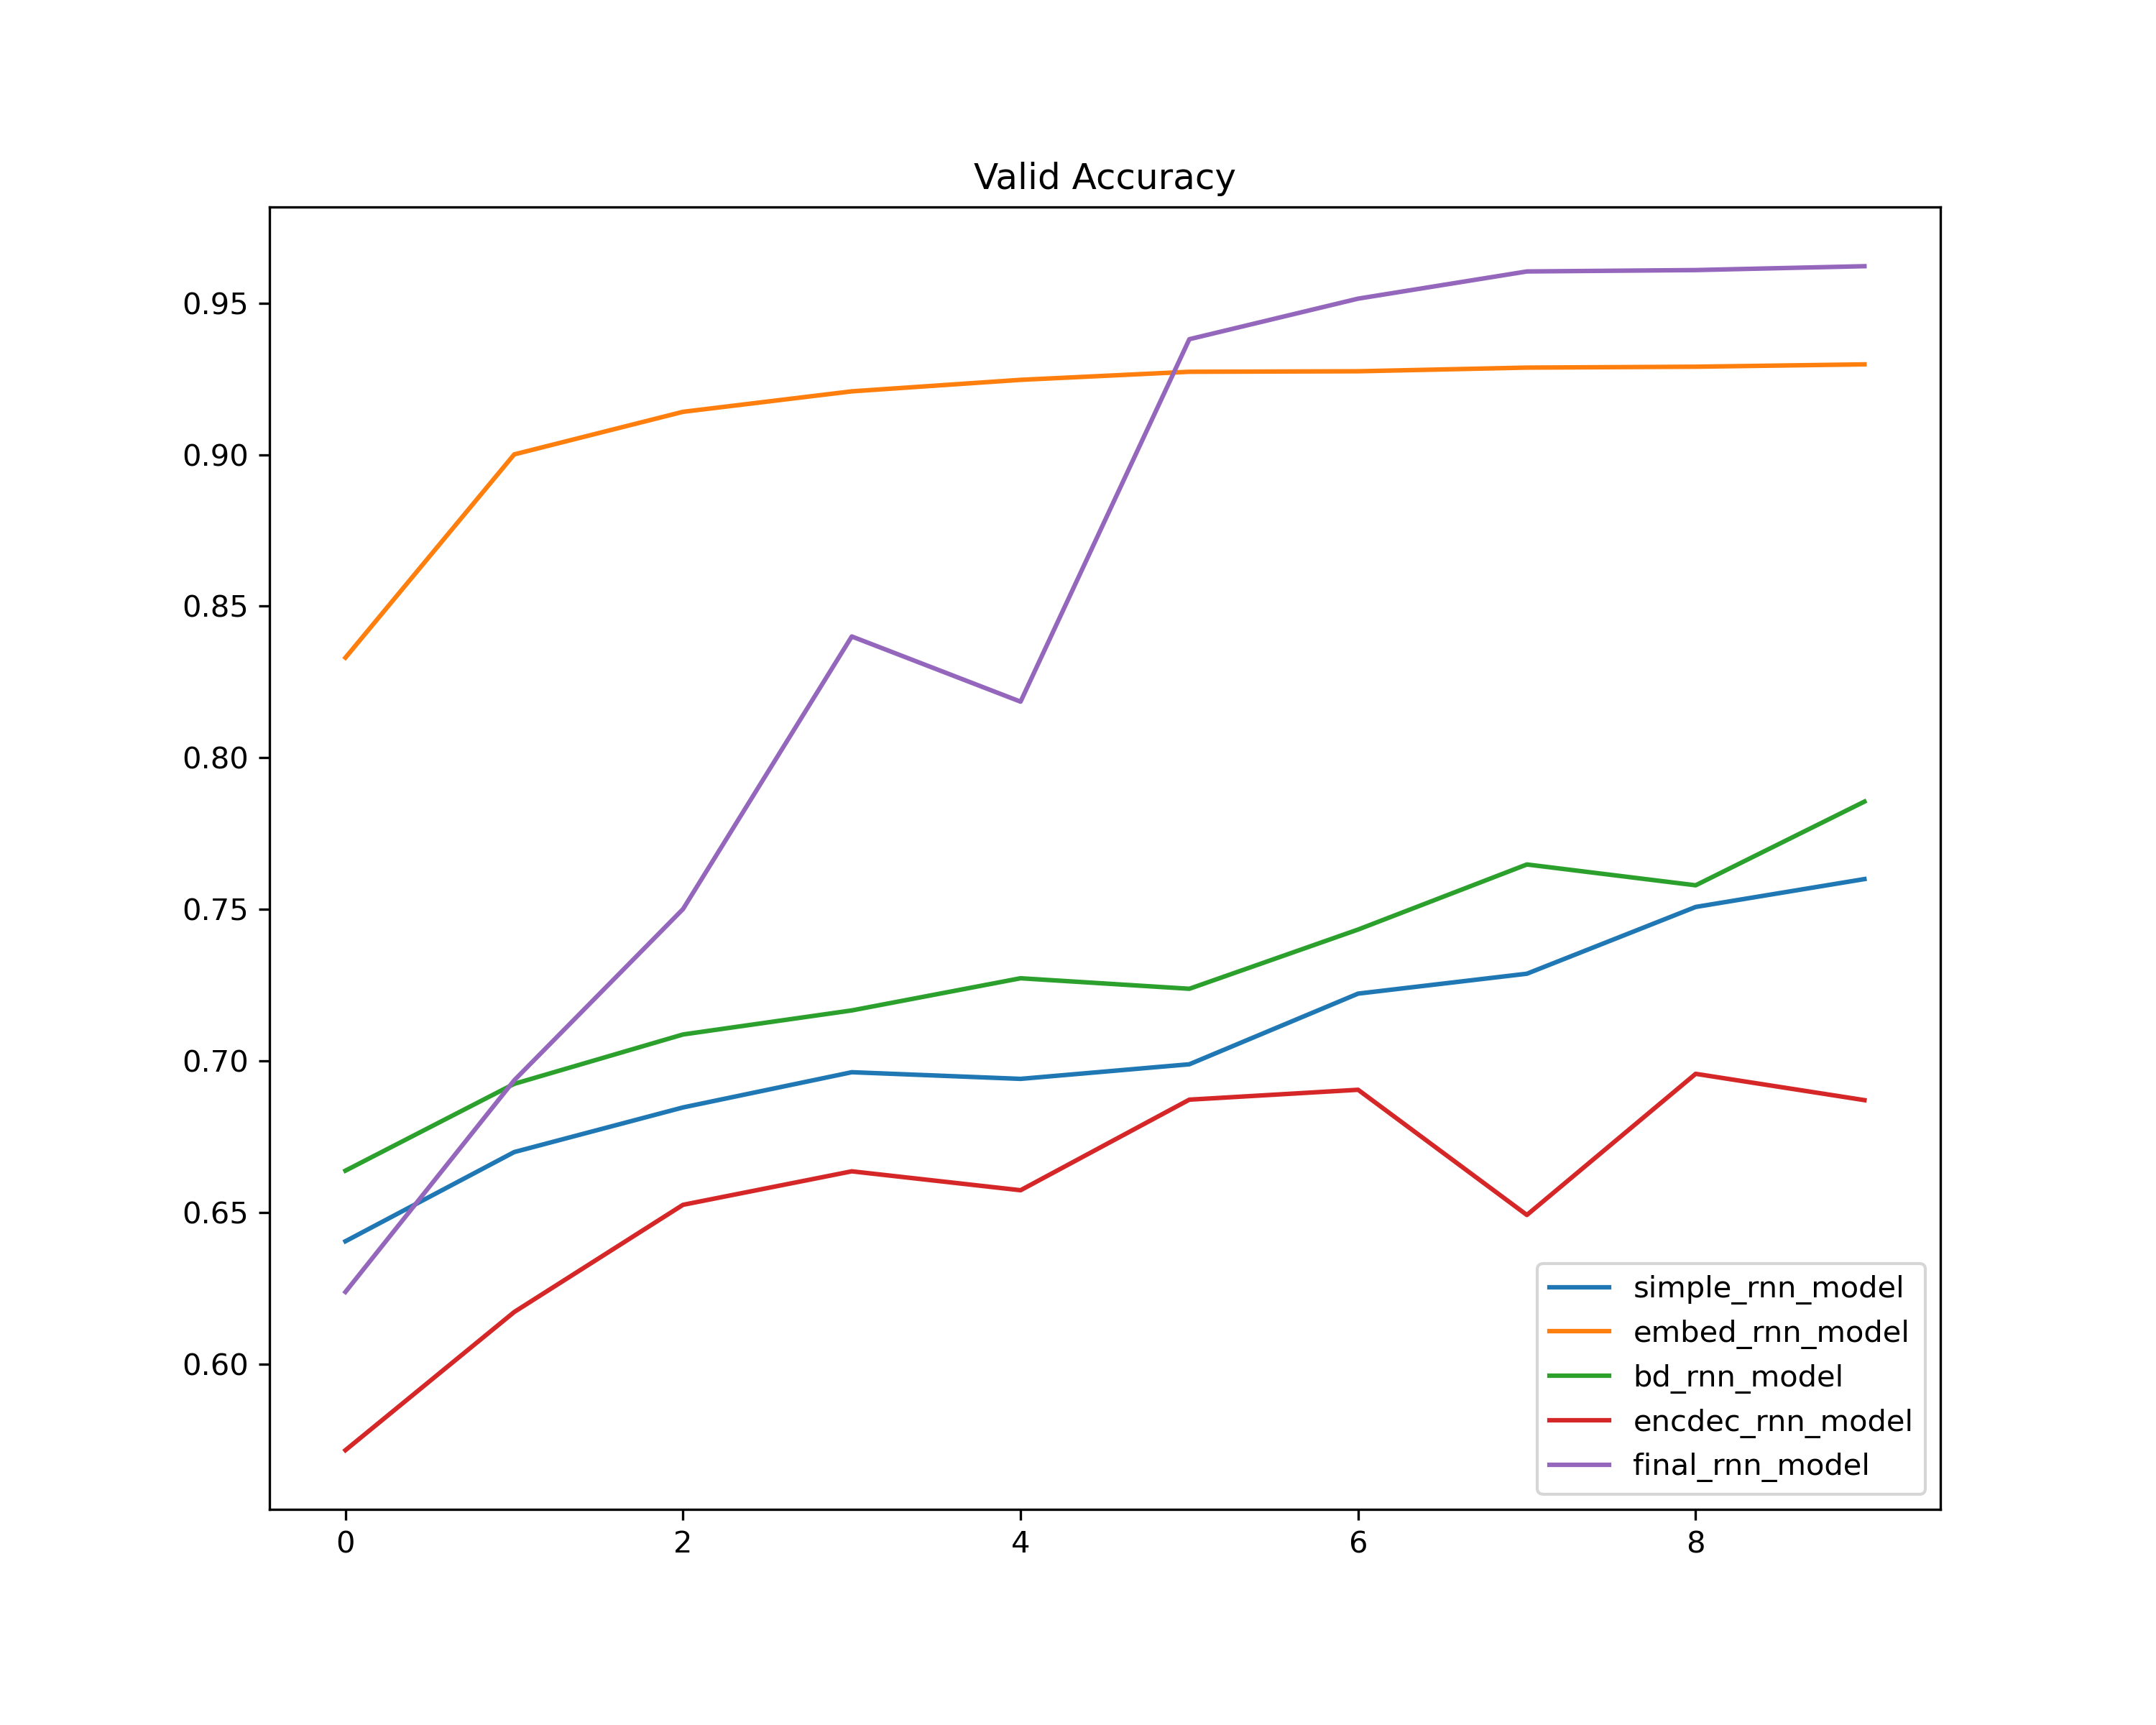 Valid Accuracy
0.95
0.90
0.85
0.80
0.75
0.70
0.65
0.60
simple_rnn_model
embed_rnn_model
bd_rnn_model
encdec_rnn_model
final_rnn_model
0 2 4 6 8